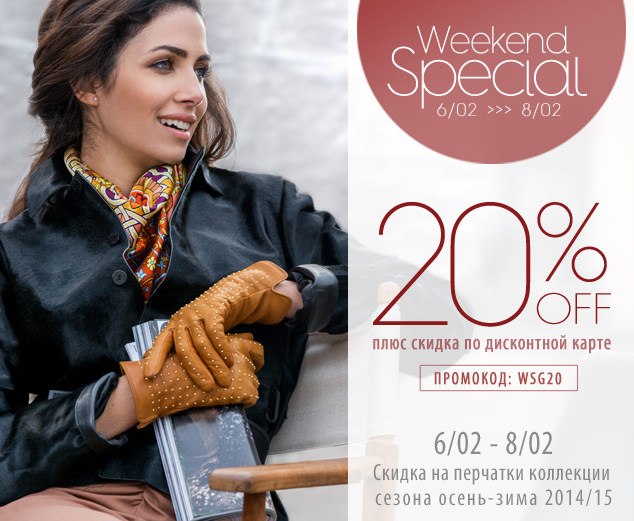 Weekend
Special
6/02 >>> 8/02
20%
OFF
плюс скидка по дисконтной карте
ПРОМОКОД: WSG20
6/02 - 8/02
Скидка на перчатки коллекции
сезона осень-зима 2014/15